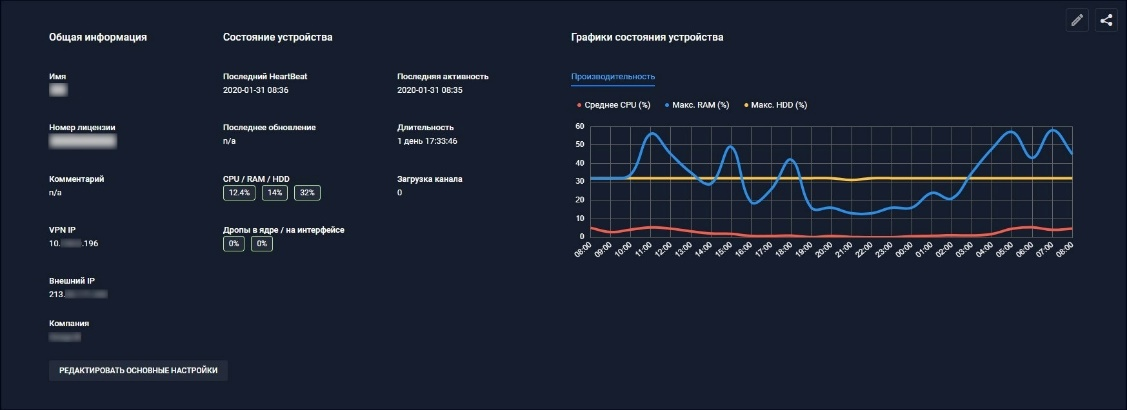 Общая информация
Имя
Номер лицензии
Комментарий
n/a
VPN IP
10. .196
Внешний IP
213.
Компания
РЕДАКТИРОВАТЬ ОСНОВНЫЕ НАСТРОЙКИ
Состояние устройства
Последний HeartBeat
2020-01-31 08:36
Последняя активность
2020-01-31 08:35
Последнее обновление
n/a
Длительность
1 день 17:33:46
CPU / RAM / HDD
12.4% 14% 32%
Загрузка канала
0
Дропы в ядре / на интерфейсе
0% 0%
Графики состояния устройства
Производительность
Среднее CPU (%) Макс. RAM (%) Макс. HDD (%)
60
50
40
30
20
10
0
08:00 09:00 10:00 11:00 12:00 13:00 14:00 15:00 16:00 17:00 18:00 19:00 20:00 21:00 22:00 23:00 00:00 01:00 02:00 03:00 04:00 05:00 06:00 07:00 08:00